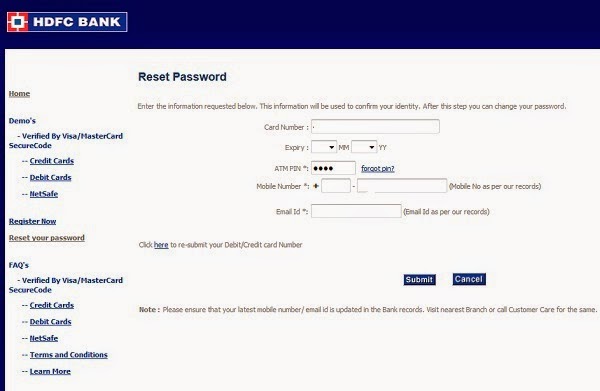 HDFC BANK
Home
Demo's
- Verified By Visa/MasterCard
SecureCode
-- Credit Cards
-- Debit Cards
-- NetSafe
Register Now
Reset your password
FAQ's
- Verified By Visa/MasterCard
SecureCode
-- Credit Cards
-- Debit Cards
-- NetSafe
-- Terms and Conditions
-- Learn More
Reset Password
Enter the information requested below. This information will be used to confirm your identity. After this step you can change your password.
Card Number :
Expiry : MM YY
ATM PIN *: •••• forgot pin?
Mobile Number *: + - (Mobile No as per our records)
Email Id *: (Email Id as per our records)
Click here to re-submit your Debit/Credit card Number
Submit Cancel
Note : Please ensure that your latest mobile number/ email id is updated in the Bank records. Visit nearest Branch or call Customer Care for the same.